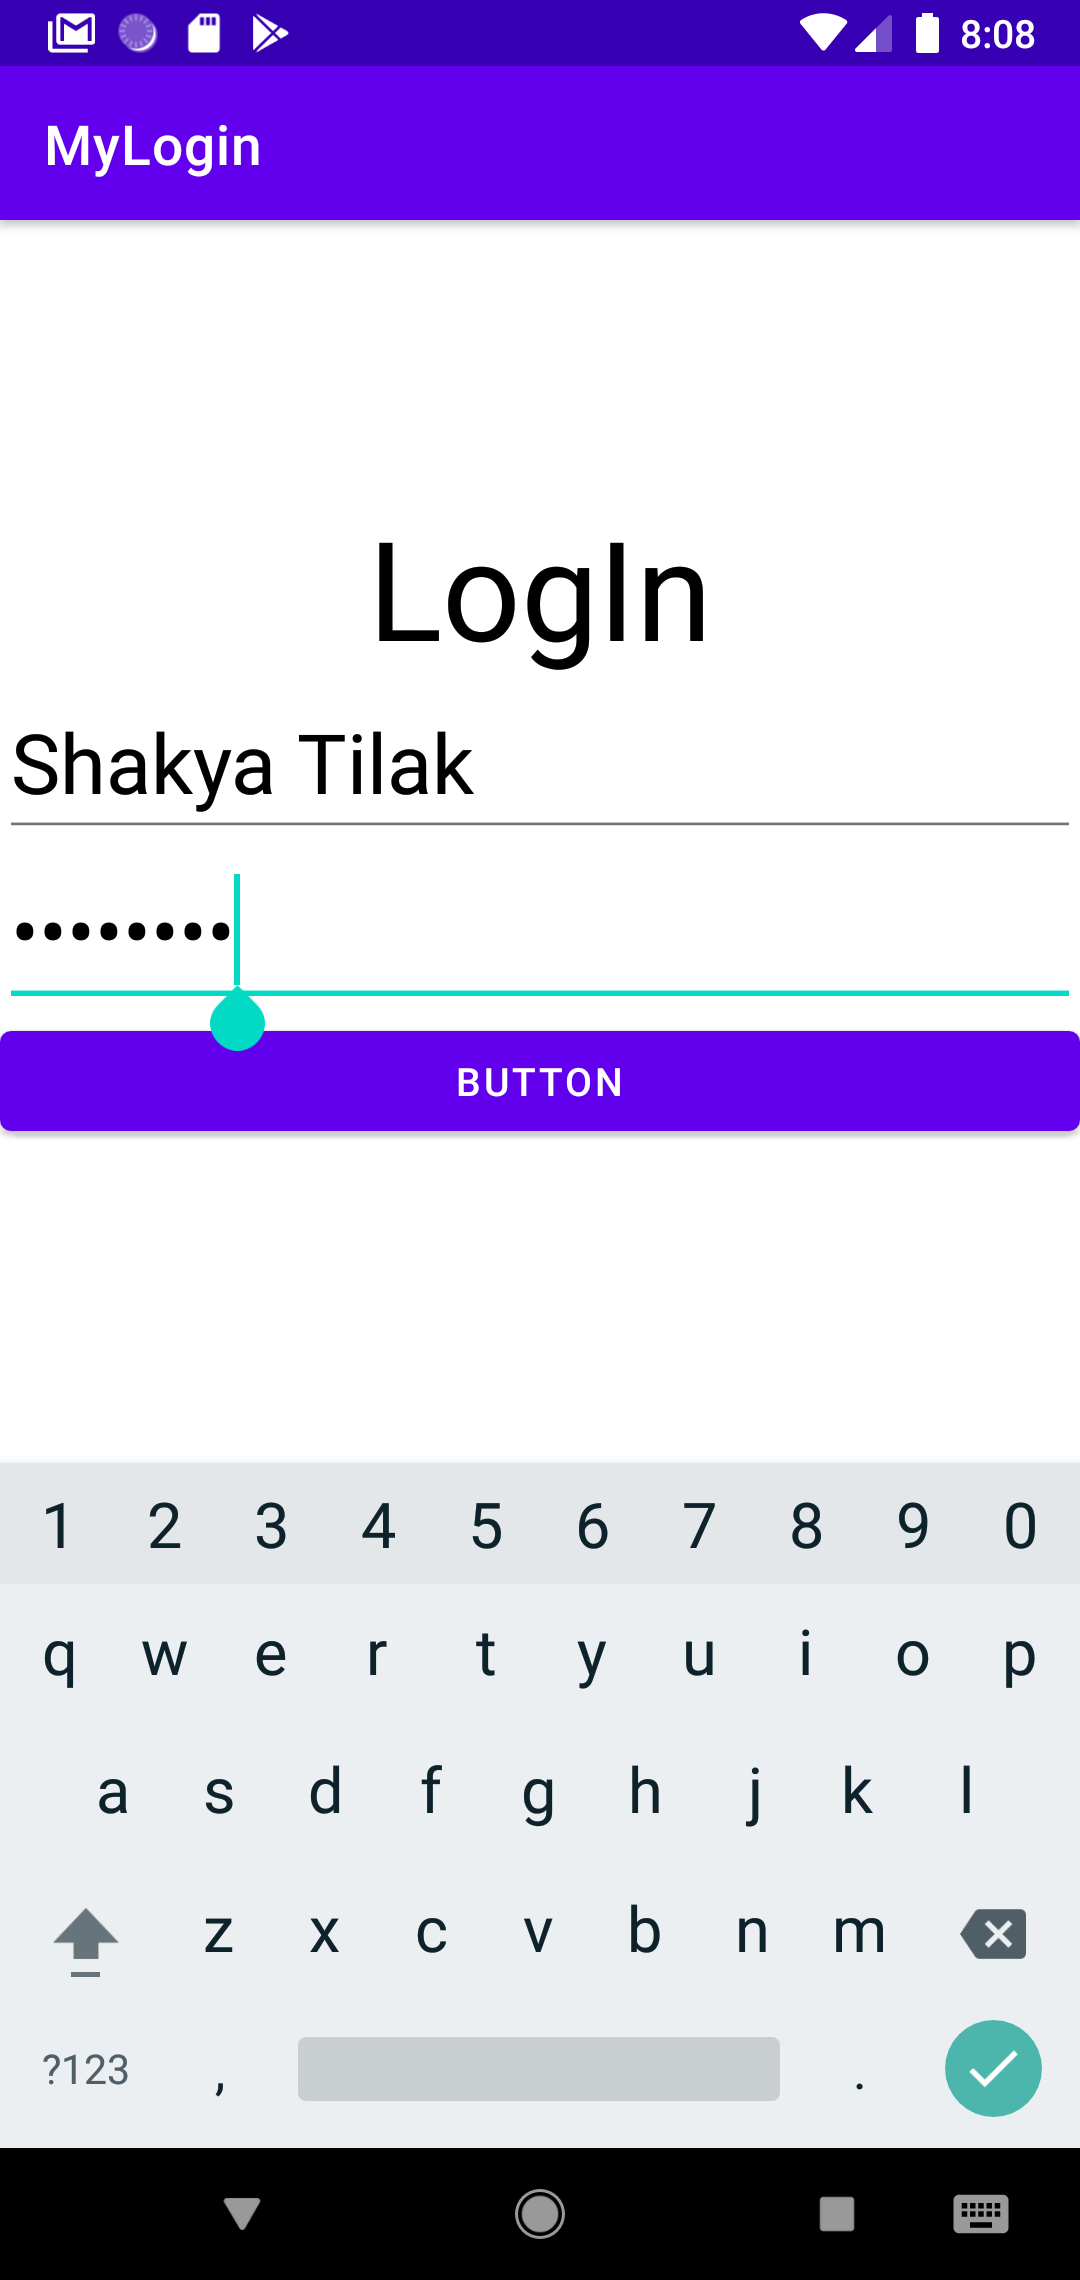 8:08
MyLogin
LogIn
Shakya Tilak
••••••••
BUTTON
1 2 3 4 5 6 7 8 9 0
q w e r t y u i o p
a s d f g h j k l
z x c v b n m
?123 , .